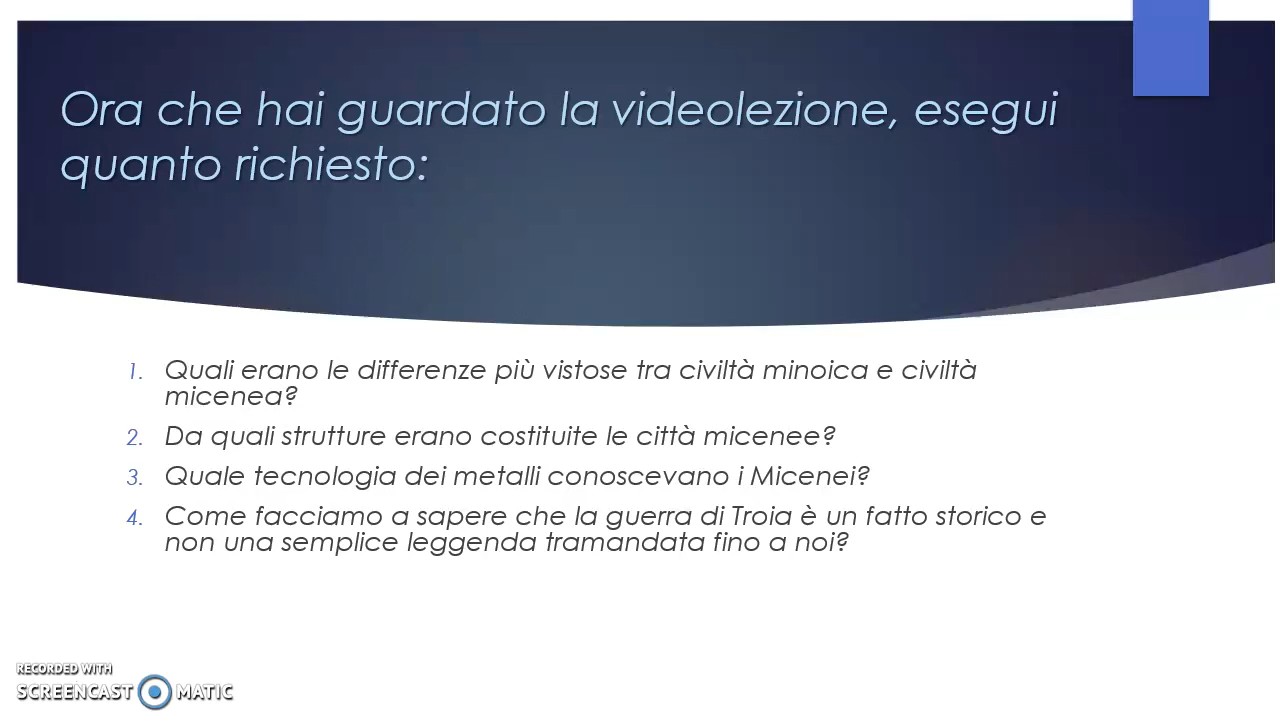 Ora che hai guardato la videolezione, esegui
quanto richiesto:
1. Quali erano le differenze più vistose tra civiltà minoica e civiltà
micenea?
2. Da quali strutture erano costituite le città micenee?
3. Quale tecnologia dei metalli conoscevano i Micenei?
4. Come facciamo a sapere che la guerra di Troia è un fatto storico e
non una semplice leggenda tramandata fino a noi?
RECORDED WITH
SCREENCAST MATIC